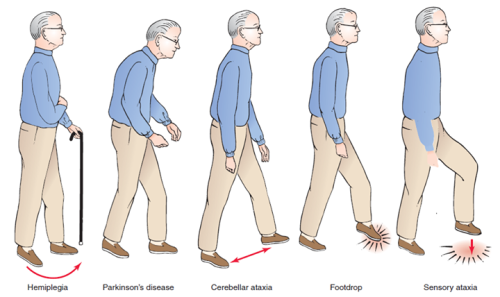 Hemiplegia
Parkinson's disease
Cerebellar ataxia
Footdrop
Sensory ataxia